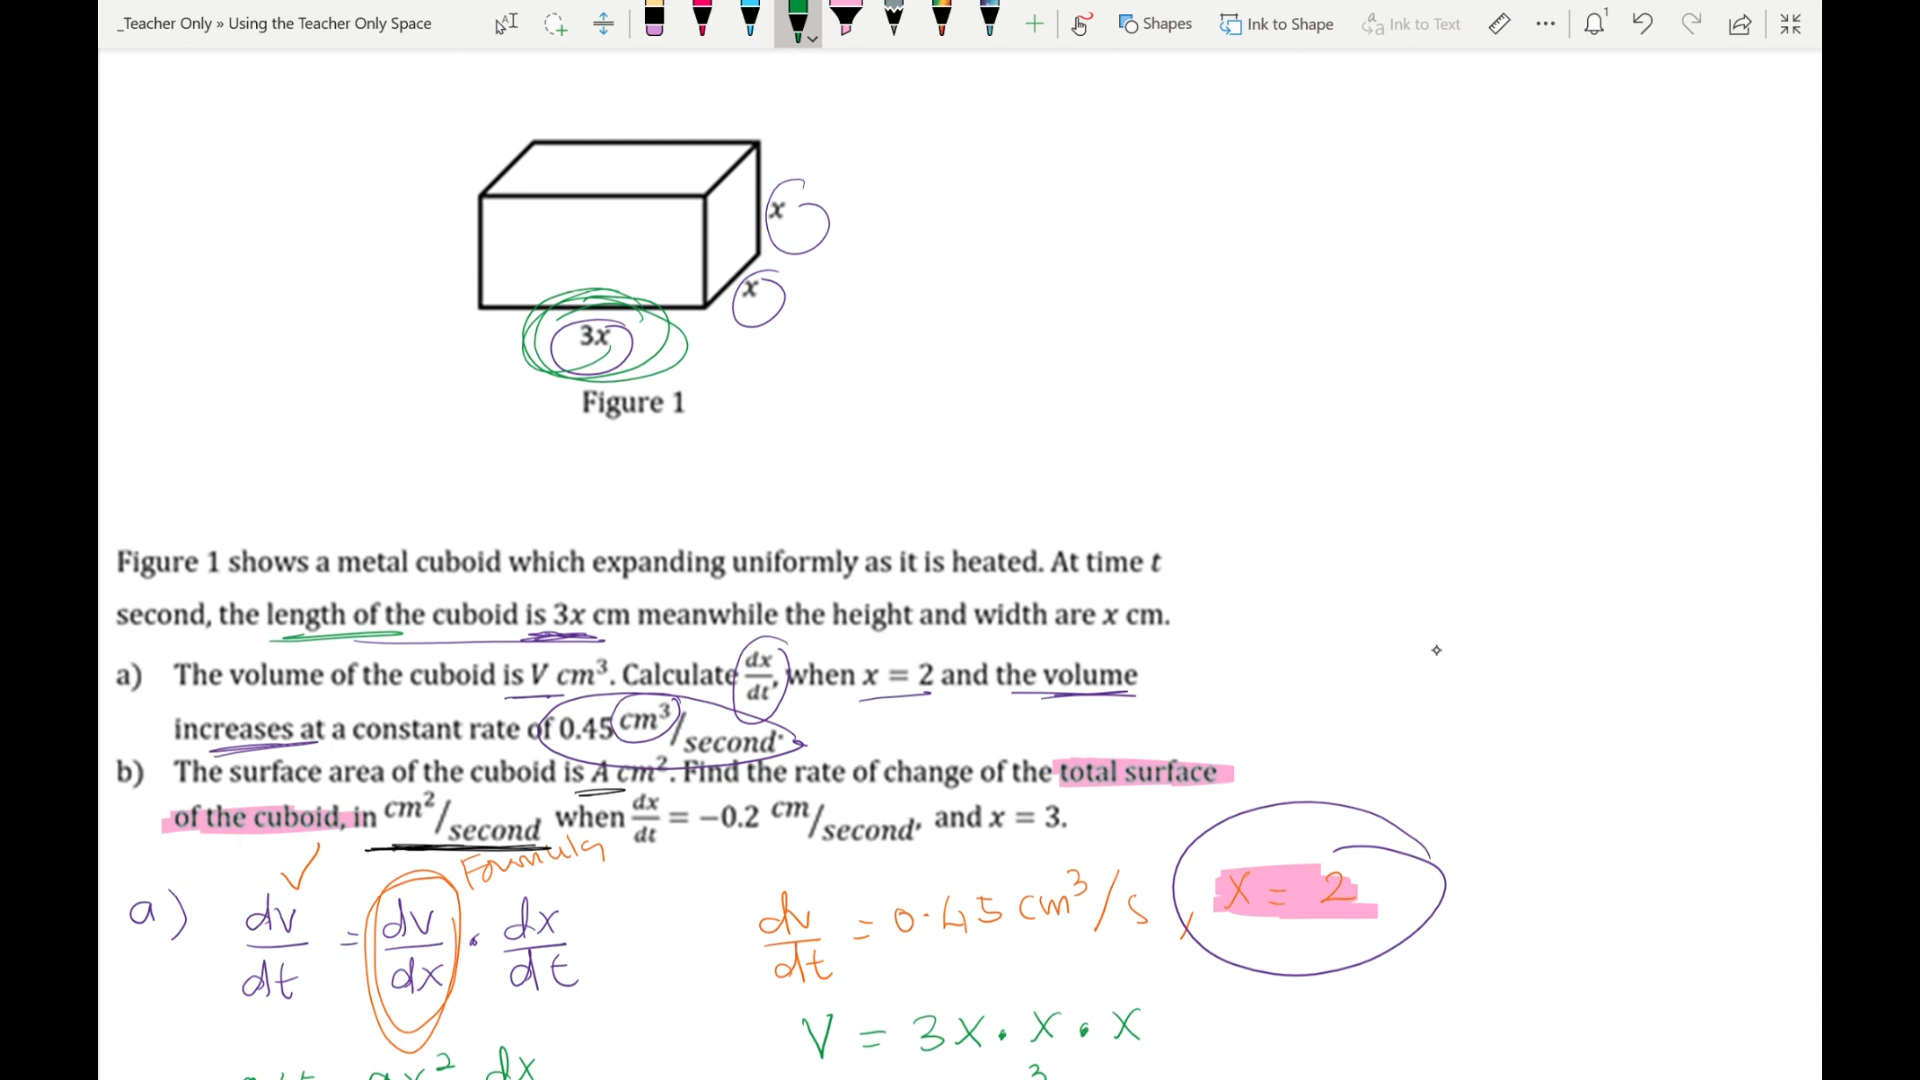 _Teacher Only » Using the Teacher Only Space
Shapes
Ink to Shape
Ink to Text
1
x
x
3x
Figure 1
Figure 1 shows a metal cuboid which expanding uniformly as it is heated. At time t
second, the length of the cuboid is 3x cm meanwhile the height and width are x cm.
a) The volume of the cuboid is V cm³. Calculate dx/dt, when x = 2 and the volume
increases at a constant rate of 0.45 cm³/second.
b) The surface area of the cuboid is A cm². Find the rate of change of the total surface
of the cuboid, in cm²/second when dx/dt = −0.2 cm/second, and x = 3.
Formula
a) dv/dt = dv/dx · dx/dt
dv/dt = 0.45 cm³/s, x = 2
V = 3x · x · x